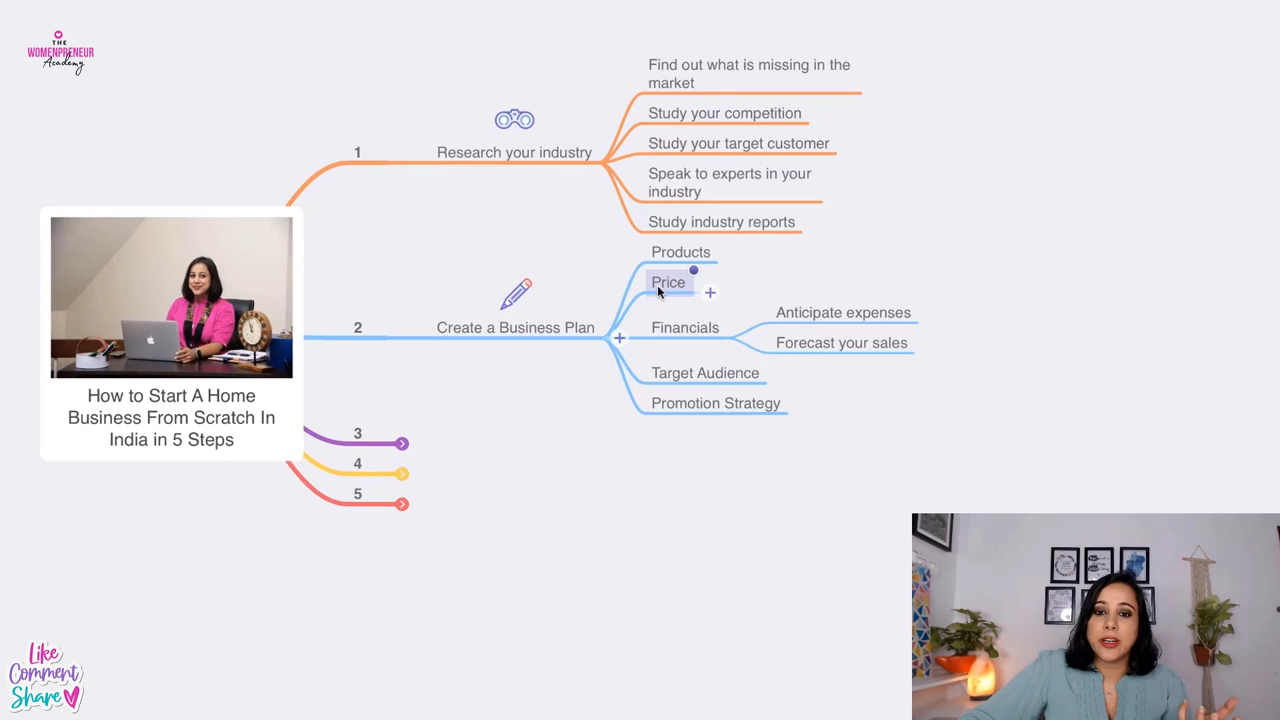 THE
WOMENPRENEUR
Academy
1
Research your industry
Find out what is missing in the
market
Study your competition
Study your target customer
Speak to experts in your
industry
Study industry reports
How to Start A Home
Business From Scratch In
India in 5 Steps
2
Create a Business Plan
Products
Price
Financials
Anticipate expenses
Forecast your sales
Target Audience
Promotion Strategy
3
4
5
Like
Comment
Share